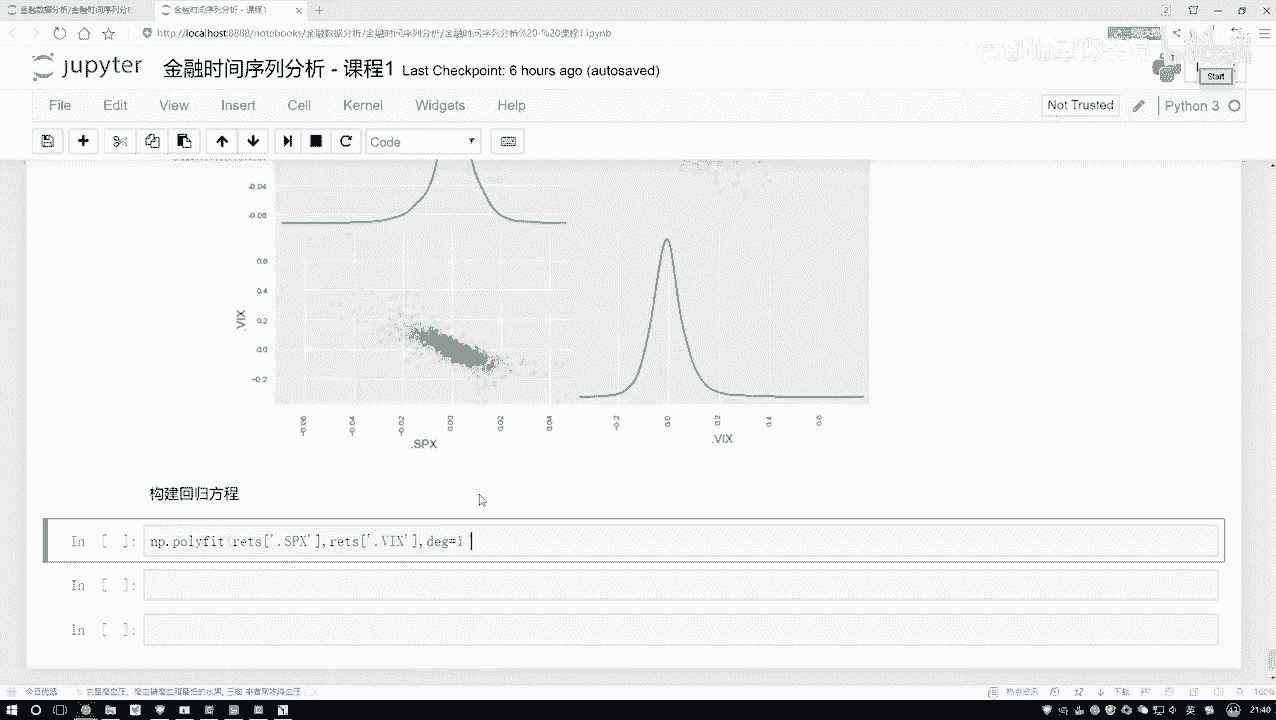 金融数据分析/金融时间序列分析
金融时间序列分析 - 课程1
http://localhost:8888/notebooks/金融数据分析/金融时间序列分析/金融时间序列分析%20-%20课程1.ipynb
jupyter 金融时间序列分析 - 课程1 Last Checkpoint: 6 hours ago (autosaved)
Start
File Edit View Insert Cell Kernel Widgets Help
Not Trusted
Python 3
Code
-0.04
-0.06
0.6
0.4
0.2
0.0
-0.2
.VIX
-0.06 -0.04 -0.02 0.00 0.02 0.04
-0.2 0.0 0.2 0.4 0.6
.SPX
.VIX
构建回归方程
In [ ]: np.polyfit(rets['.SPX'],rets['.VIX'],deg=1
In [ ]:
In [ ]:
今日优选
100%
21:40